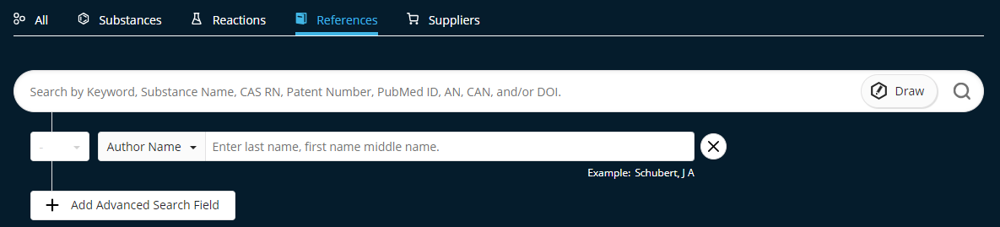 All Substances Reactions References Suppliers
Search by Keyword, Substance Name, CAS RN, Patent Number, PubMed ID, AN, CAN, and/or DOI. Draw
- Author Name Enter last name, first name middle name.
Example: Schubert, J A
Add Advanced Search Field